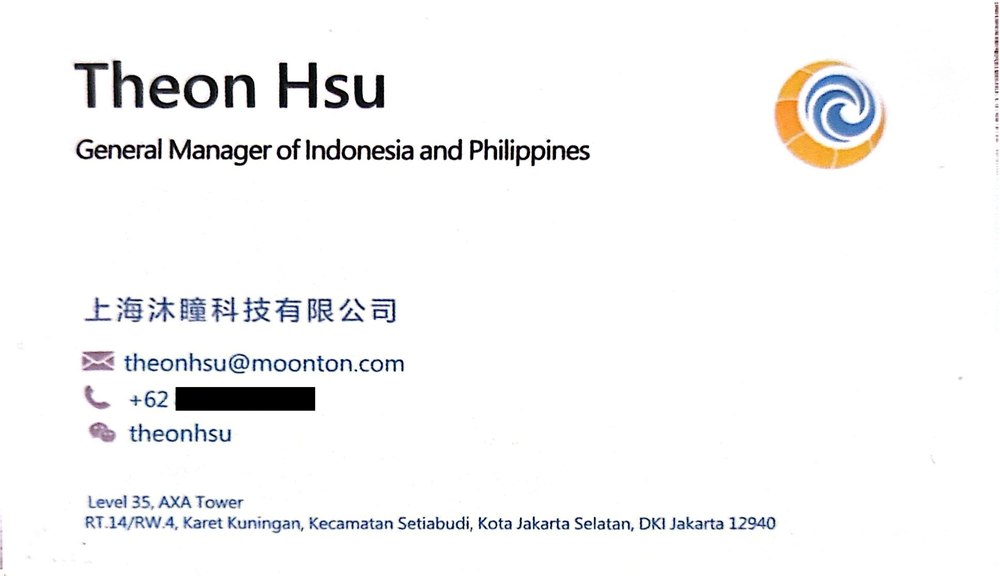 Theon Hsu
General Manager of Indonesia and Philippines
上海沐瞳科技有限公司
theonhsu@moonton.com
+62
theonhsu
Level 35, AXA Tower
RT.14/RW.4, Karet Kuningan, Kecamatan Setiabudi, Kota Jakarta Selatan, DKI Jakarta 12940